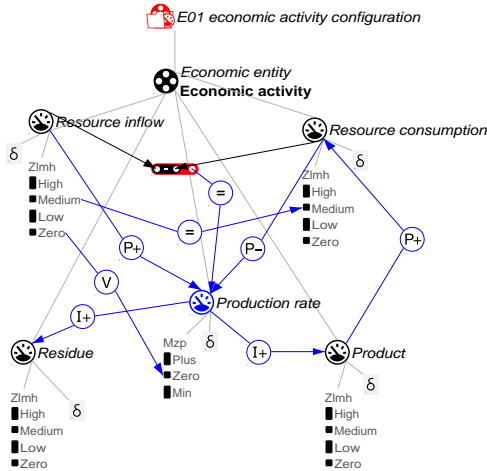 E01 economic activity configuration
Economic entity
Economic activity
Resource inflow
Resource consumption
δ
δ
Zlmh
High
Medium
Low
Zero
-
=
=
Zlmh
High
Medium
Low
Zero
P+
P–
P+
V
Production rate
I+
I+
Residue
Mzp
Plus
Zero
Min
δ
Product
Zlmh
High
Medium
Low
Zero
δ
Zlmh
High
Medium
Low
Zero
δ